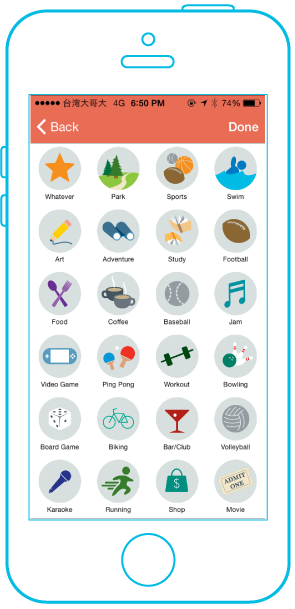 台湾大哥大 4G 6:50 PM 74%
Back Done
Whatever Park Sports Swim
Art Adventure Study Football
Food Coffee Baseball Jam
Video Game Ping Pong Workout Bowling
Board Game Biking Bar/Club Volleyball
$
ADMIT
ONE
Karaoke Running Shop Movie